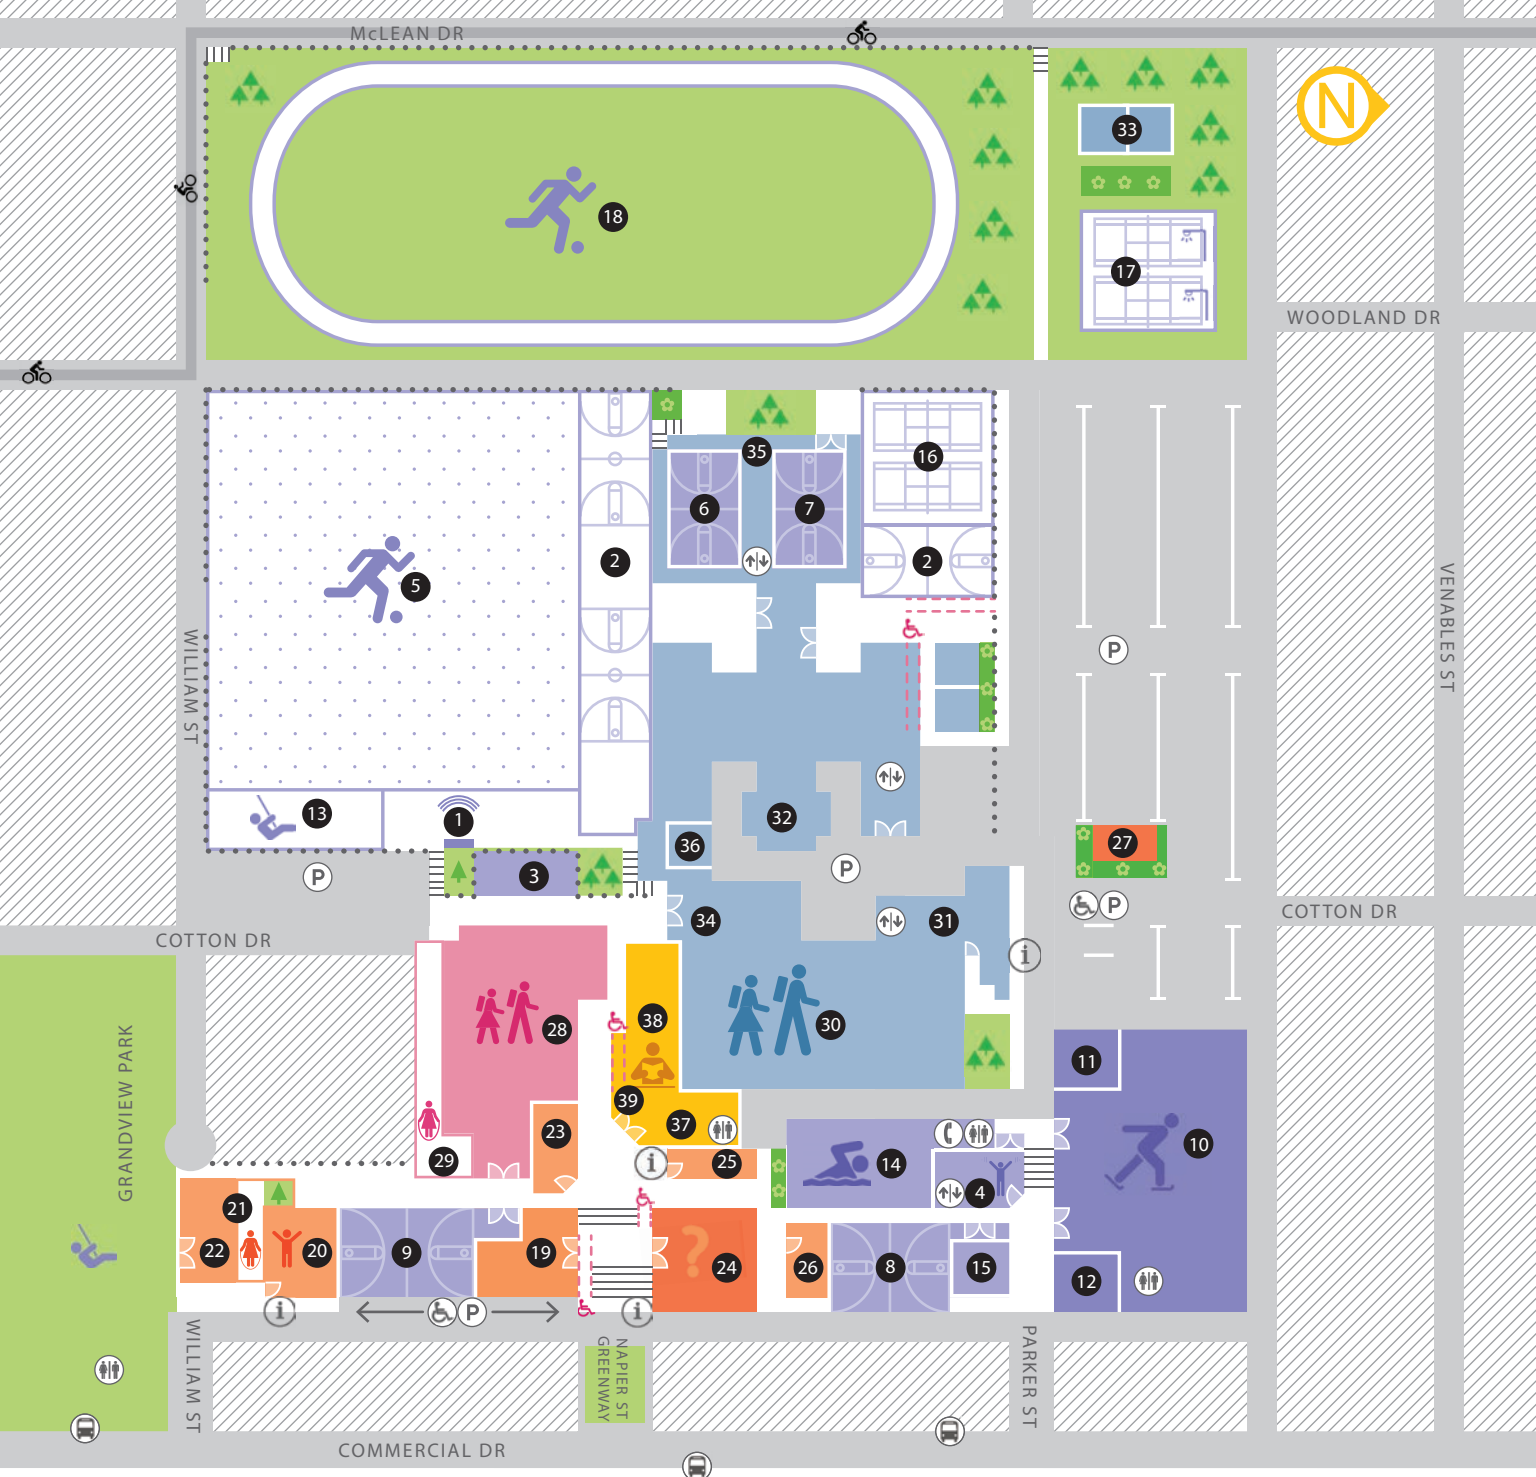 McLEAN DR
N
33
18
17
WOODLAND DR
35
16
6
7
2
2
5
VENABLES ST
WILLIAM ST
P
13
1
32
36
27
3
P
P
P
34
31
COTTON DR
COTTON DR
i
38
30
28
11
GRANDVIEW PARK
39
37
23
10
29
i
25
14
4
21
22
20
9
19
?
24
26
8
15
12
i
P
i
WILLIAM ST
NAPIER ST
GREENWAY
PARKER ST
COMMERCIAL DR